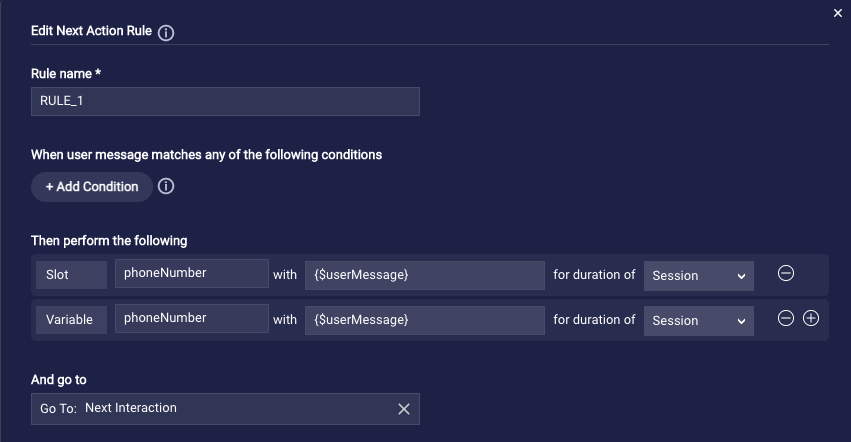 Edit Next Action Rule
Rule name *
RULE_1
When user message matches any of the following conditions
+ Add Condition
Then perform the following
Slot phoneNumber with {$userMessage} for duration of Session
Variable phoneNumber with {$userMessage} for duration of Session
And go to
Go To: Next Interaction